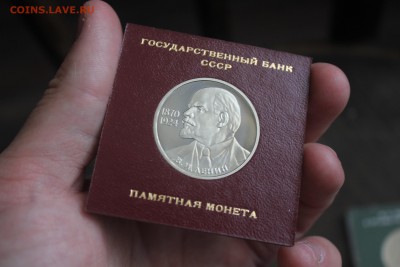 COINS.LAVE.RU
ГОСУДАРСТВЕННЫЙ БАНК
СССР
1870
1924
В.И.ЛЕНИН
ПАМЯТНАЯ МОНЕТА